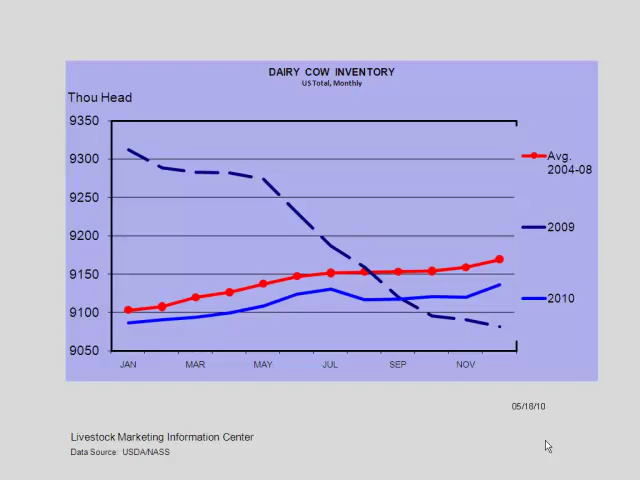 DAIRY COW INVENTORY
US Total, Monthly
Thou Head
9350
9300
9250
9200
9150
9100
9050
JAN MAR MAY JUL SEP NOV
Avg.
2004-08
2009
2010
05/18/10
Livestock Marketing Information Center
Data Source: USDA/NASS